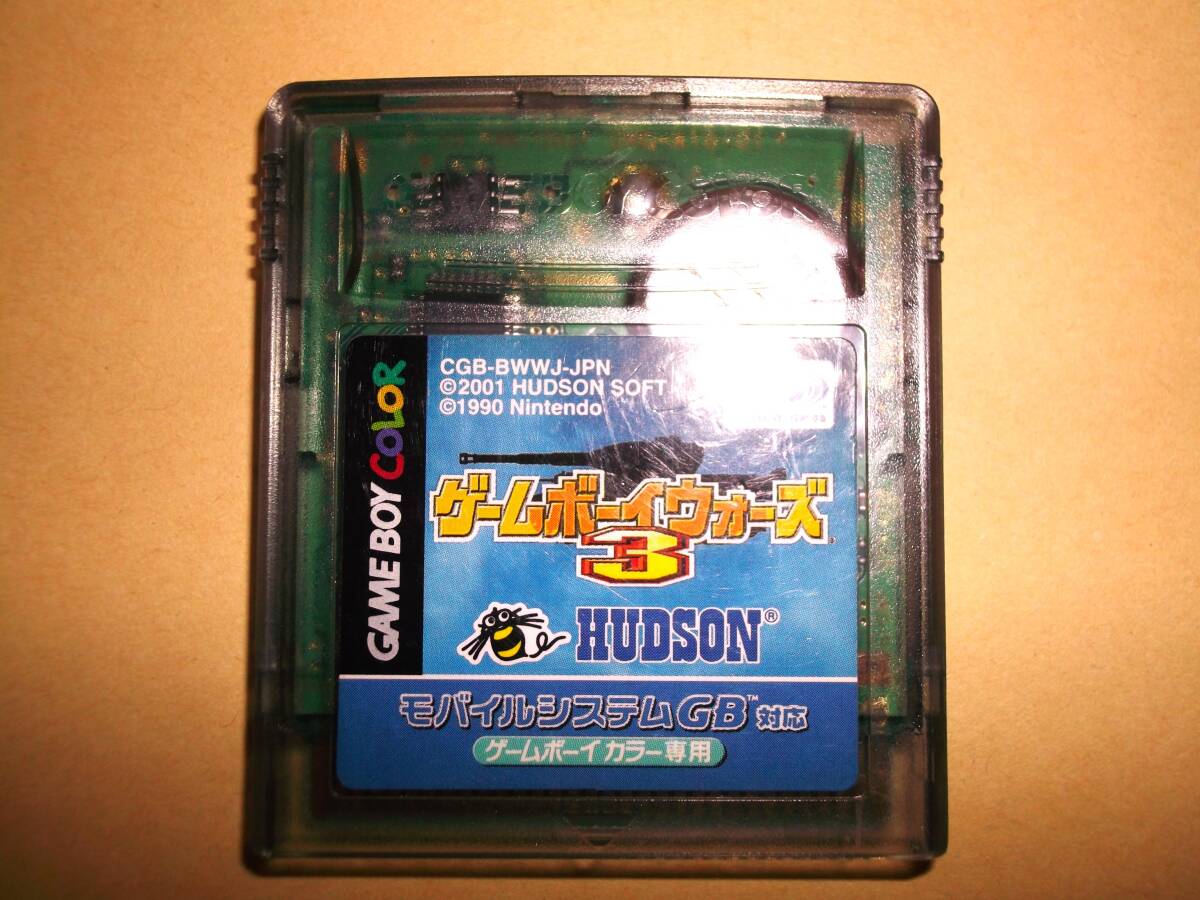 CGB-BWWJ-JPN
©2001 HUDSON SOFT
©1990 Nintendo
GAME BOY COLOR
ゲームボーイウォーズ
3
HUDSON®
モバイルシステムGB™対応
ゲームボーイカラー専用